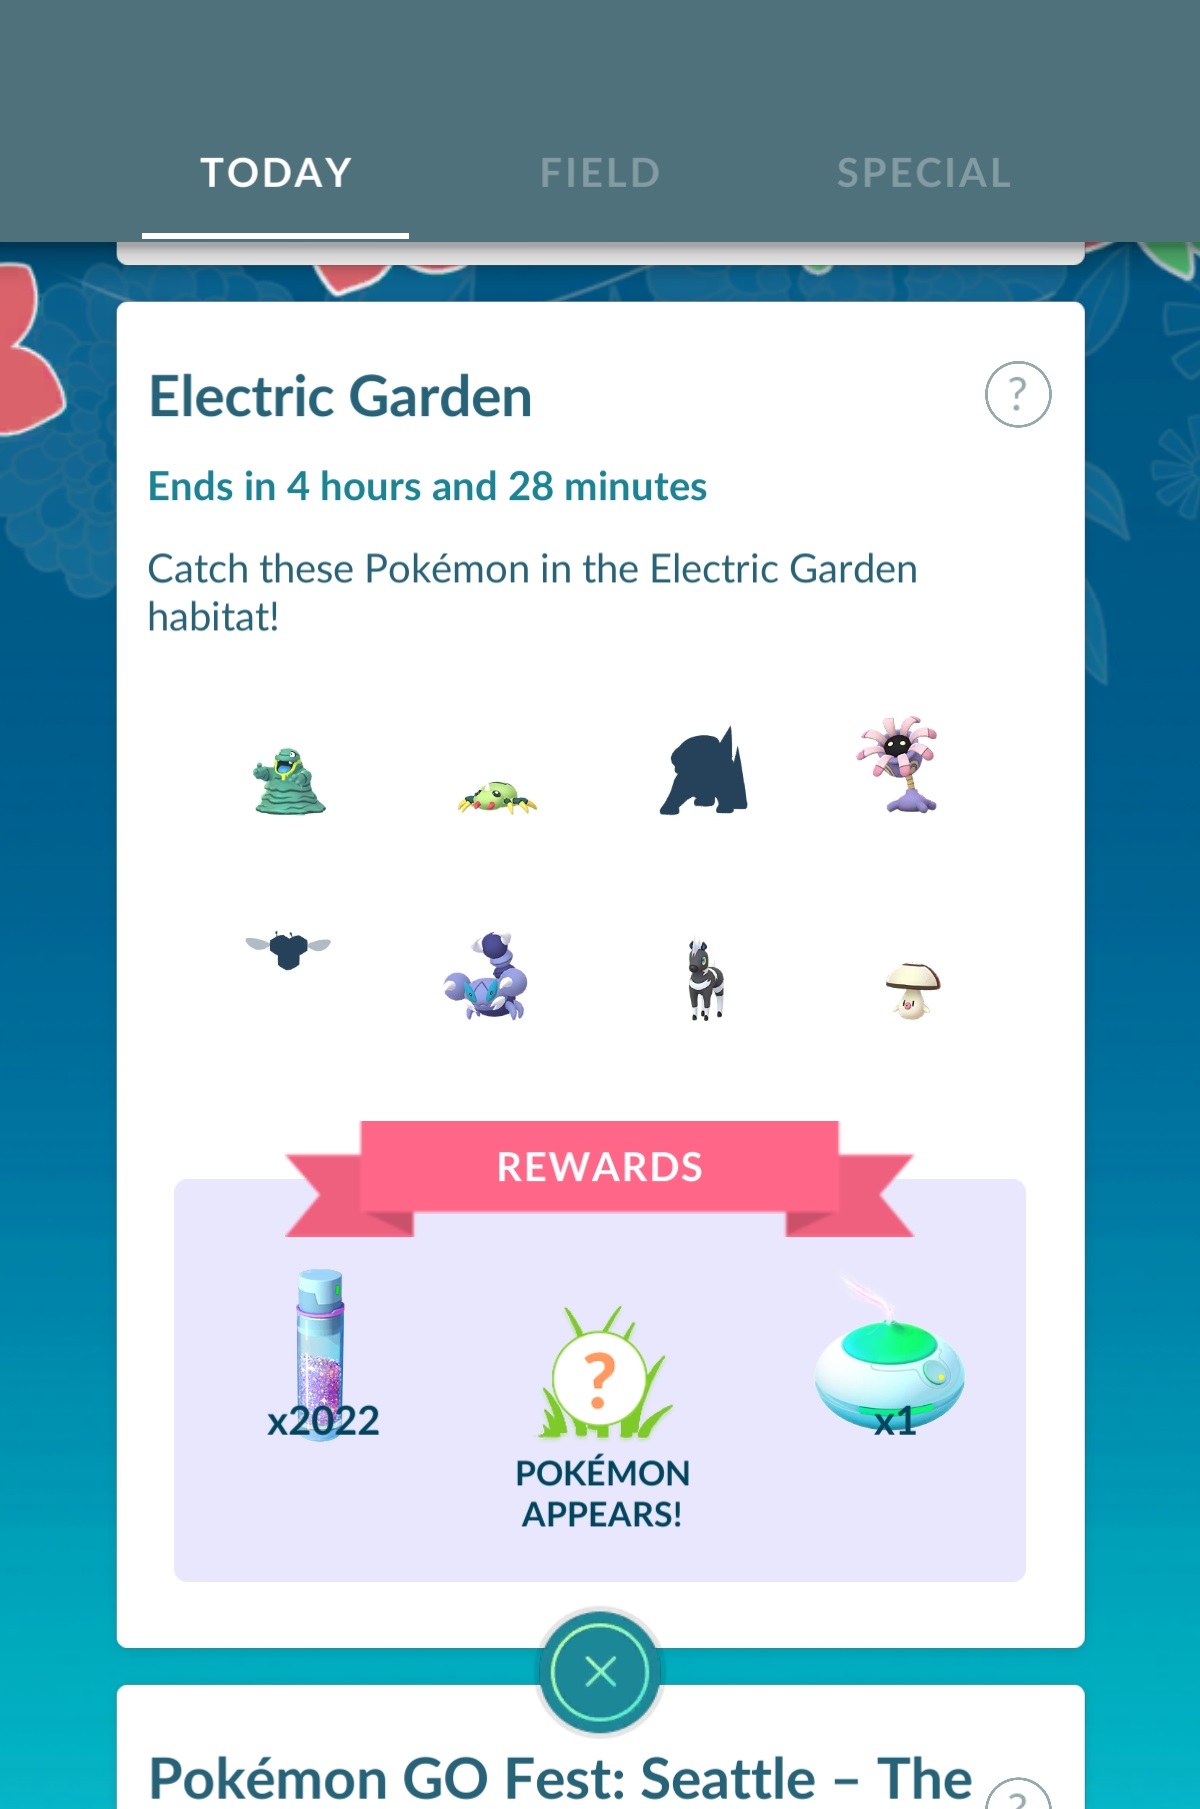 TODAY FIELD SPECIAL
Electric Garden
?
Ends in 4 hours and 28 minutes
Catch these Pokémon in the Electric Garden
habitat!
REWARDS
?
x2022
x1
POKÉMON
APPEARS!
Pokémon GO Fest: Seattle – The
?